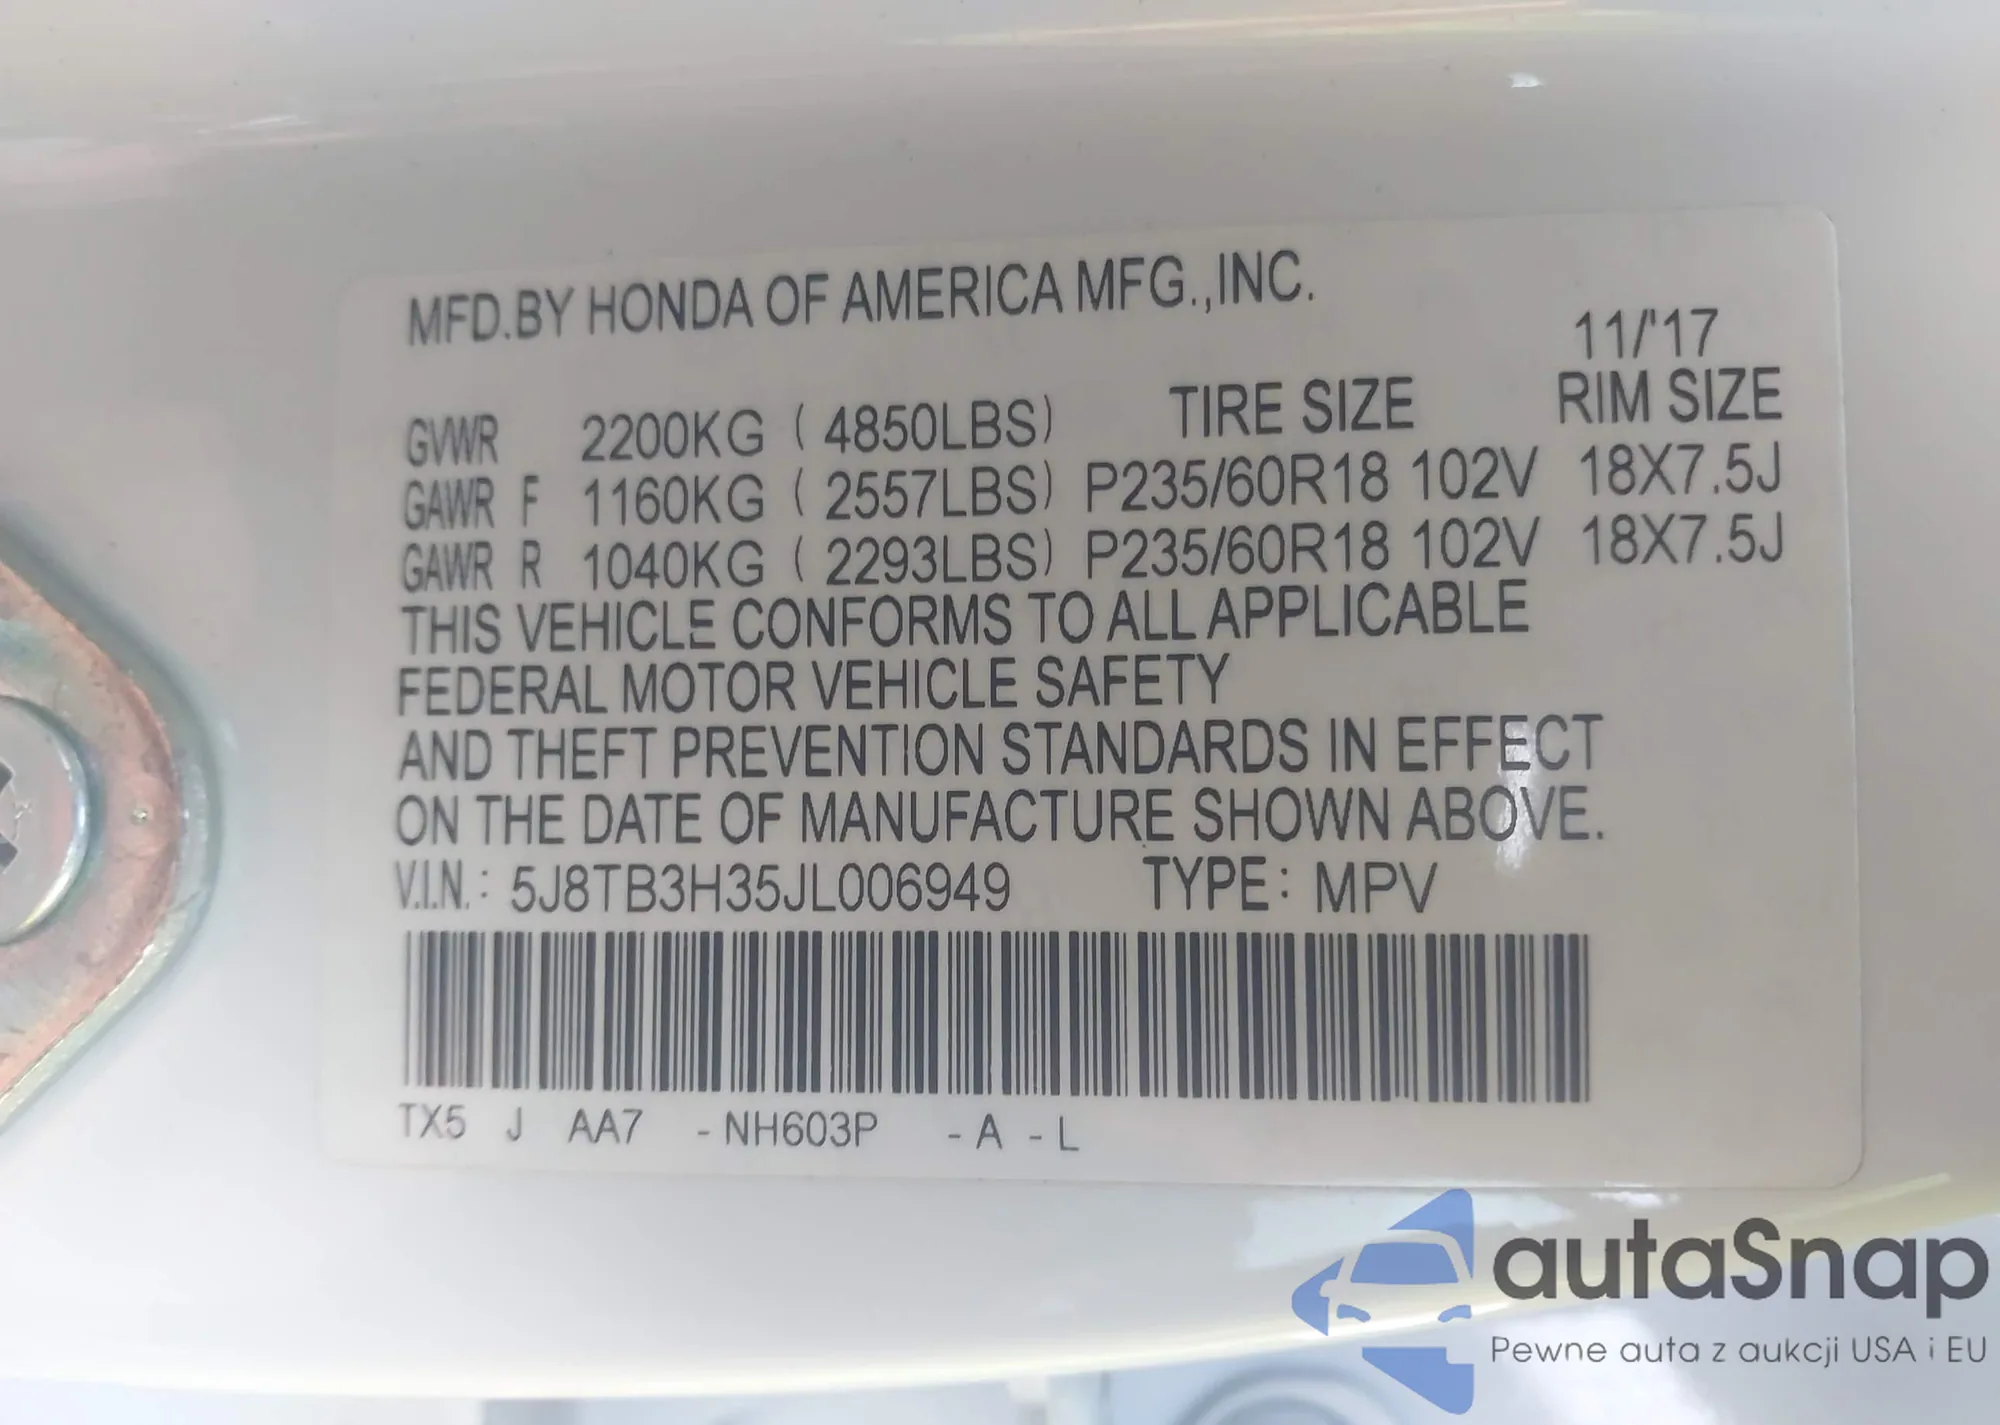 MFD.BY HONDA OF AMERICA MFG.,INC.
11/'17
GVWR 2200KG ( 4850LBS) TIRE SIZE RIM SIZE
GAWR F 1160KG ( 2557LBS) P235/60R18 102V 18X7.5J
GAWR R 1040KG ( 2293LBS) P235/60R18 102V 18X7.5J
THIS VEHICLE CONFORMS TO ALL APPLICABLE
FEDERAL MOTOR VEHICLE SAFETY
AND THEFT PREVENTION STANDARDS IN EFFECT
ON THE DATE OF MANUFACTURE SHOWN ABOVE.
V.I.N.: 5J8TB3H35JL006949 TYPE: MPV
TX5 J AA7 - NH603P - A - L
autaSnap
Pewne auta z aukcji USA i EU